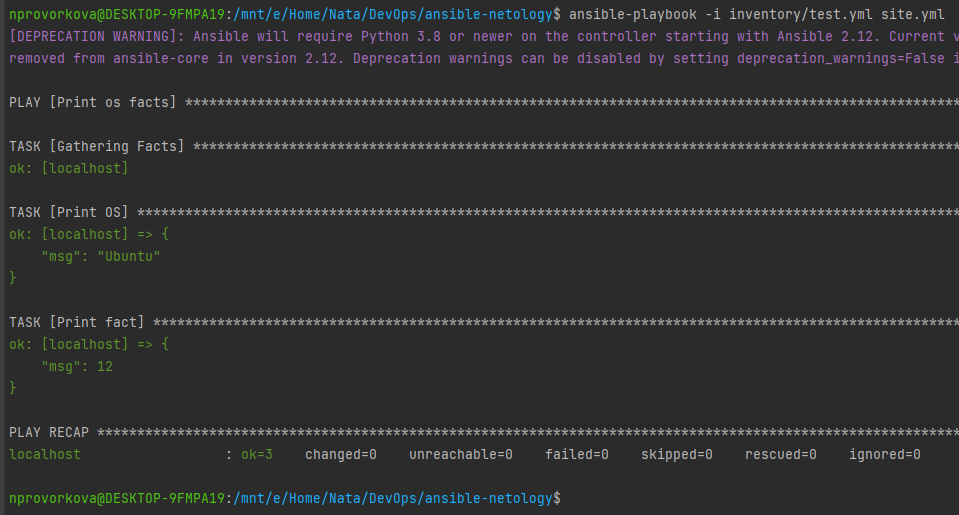 nprovorkova@DESKTOP-9FMPA19:/mnt/e/Home/Nata/DevOps/ansible-netology$ ansible-playbook -i inventory/test.yml site.yml
[DEPRECATION WARNING]: Ansible will require Python 3.8 or newer on the controller starting with Ansible 2.12. Current
removed from ansible-core in version 2.12. Deprecation warnings can be disabled by setting deprecation_warnings=False
PLAY [Print os facts] *************************************************************************************************
TASK [Gathering Facts] ************************************************************************************************
ok: [localhost]
TASK [Print OS] *******************************************************************************************************
ok: [localhost] => {
    "msg": "Ubuntu"
}
TASK [Print fact] *****************************************************************************************************
ok: [localhost] => {
    "msg": 12
}
PLAY RECAP ************************************************************************************************************
localhost                  : ok=3    changed=0    unreachable=0    failed=0    skipped=0    rescued=0    ignored=0
nprovorkova@DESKTOP-9FMPA19:/mnt/e/Home/Nata/DevOps/ansible-netology$